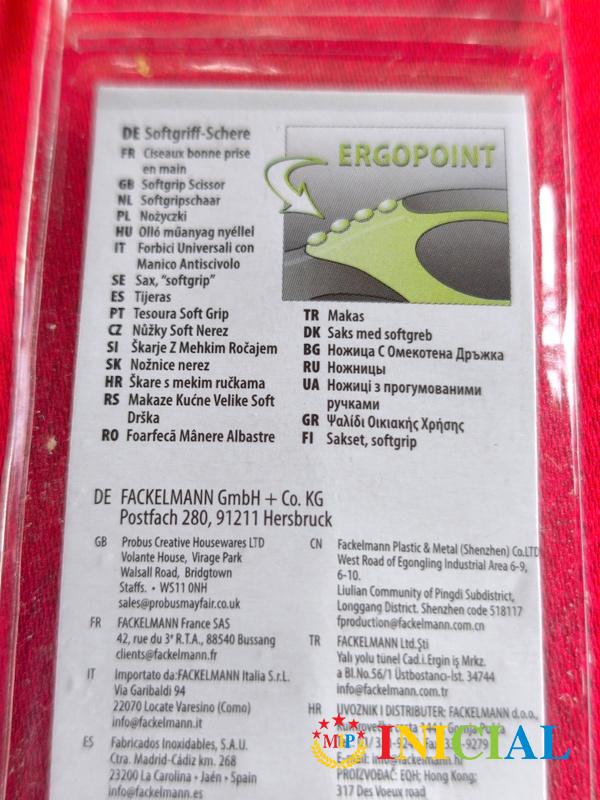 DE Softgriff-Schere
FR Ciseaux bonne prise
en main
GB Softgrip Scissor
NL Softgripschaar
PL Nożyczki
HU Olló műanyag nyéllel
IT Forbici Universali con
Manico Antiscivolo
SE Sax, "softgrip"
ES Tijeras
PT Tesoura Soft Grip
CZ Nůžky Soft Nerez
SI Škarje Z Mehkim Ročajem
SK Nožnice nerez
HR Škare s mekim ručkama
RS Makaze Kućne Velike Soft
Drška
RO Foarfecă Mânere Albastre
ERGOPOINT
TR Makas
DK Saks med softgreb
BG Ножица С Омекотена Дръжка
RU Ножницы
UA Ножиці з прогумованими
ручками
GR Ψαλίδι Οικιακής Χρήσης
FI Sakset, softgrip
DE FACKELMANN GmbH + Co. KG
Postfach 280, 91211 Hersbruck
GB Probus Creative Housewares LTD
Volante House, Virage Park
Walsall Road, Bridgtown
Staffs. • WS11 0NH
sales@probusmayfair.co.uk
FR FACKELMANN France SAS
42, rue du 3e R.T.A., 88540 Bussang
clients@fackelmann.fr
IT Importato da:FACKELMANN Italia S.r.L.
Via Garibaldi 94
22070 Locate Varesino (Como)
info@fackelmann.it
ES Fabricados Inoxidables, S.A.U.
Ctra. Madrid-Cádiz km. 268
23200 La Carolina • Jaén • Spain
info@fackelmann.es
CN Fackelmann Plastic & Metal (Shenzhen) Co.LTD
West Road of Egongling Industrial Area 6-9,
6-10.
Liulian Community of Pingdi Subdistrict,
Longgang District. Shenzhen code 518117
fproduction@fackelmann.com.cn
TR FACKELMANN Ltd.Şti
Yalı yolu tünel Cad.i.Ergin iş Mrkz.
a Bl.No.56/1 Üstbostancı-İst. 34744
info@fackelmann.com.tr
HR UVOZNIK I DISTRIBUTER: FACKELMANN d.o.o.,
E-mail: info@fackelmann.hr
PROIZVOĐAČ: EQH; Hong Kong;
317 Des Voeux road
MbP INICIAL